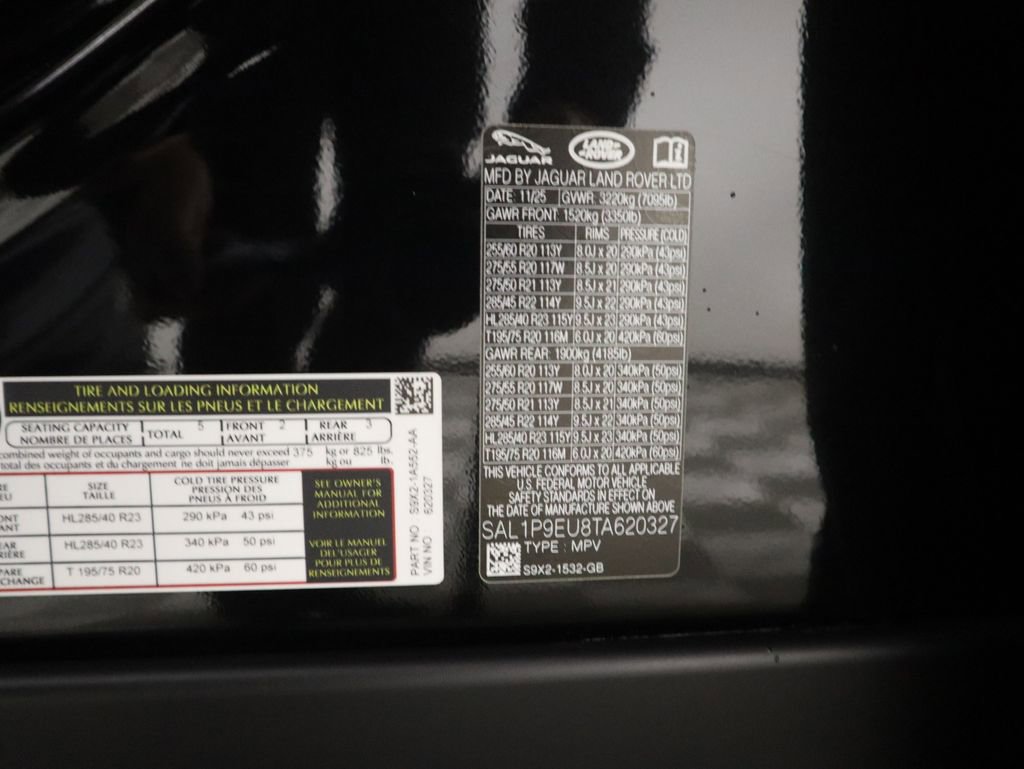 JAGUAR
LAND ROVER
MFD BY JAGUAR LAND ROVER LTD
DATE: 11/25 GVWR: 3220kg (7095lb)
GAWR FRONT: 1520kg (3350lb)
TIRES RIMS PRESSURE (COLD)
255/60 R20 113Y 8.0J x 20 290kPa (43psi)
275/55 R20 117W 8.5J x 20 290kPa (43psi)
275/50 R21 113Y 8.5J x 21 290kPa (43psi)
285/45 R22 114Y 9.5J x 22 290kPa (43psi)
HL285/40 R23 115Y 9.5J x 23 290kPa (43psi)
T195/75 R20 116M 6.0J x 20 420kPa (60psi)
GAWR REAR: 1900kg (4185lb)
255/60 R20 113Y 8.0J x 20 340kPa (50psi)
275/55 R20 117W 8.5J x 20 340kPa (50psi)
275/50 R21 113Y 8.5J x 21 340kPa (50psi)
285/45 R22 114Y 9.5J x 22 340kPa (50psi)
HL285/40 R23 115Y 9.5J x 23 340kPa (50psi)
T195/75 R20 116M 6.0J x 20 420kPa (60psi)
THIS VEHICLE CONFORMS TO ALL APPLICABLE
U.S. FEDERAL MOTOR VEHICLE
SAFETY STANDARDS IN EFFECT ON
THE DATE OF MANUFACTURE SHOWN ABOVE
SAL1P9EU8TA620327
TYPE : MPV
S9X2-1532-GB
TIRE AND LOADING INFORMATION
RENSEIGNEMENTS SUR LES PNEUS ET LE CHARGEMENT
SEATING CAPACITY TOTAL 5 FRONT 2 REAR 3
NOMBRE DE PLACES AVANT ARRIÈRE
combined weight of occupants and cargo should never exceed 375 kg or 825 lbs.
total des occupants et du chargement ne doit jamais dépasser kg ou lb.
SIZE
TAILLE
COLD TIRE PRESSURE
PRESSION DES
PNEUS À FROID
HL285/40 R23 290 kPa 43 psi
HL285/40 R23 340 kPa 50 psi
CHANGE T 195/75 R20 420 kPa 60 psi
SEE OWNER'S
MANUAL FOR
ADDITIONAL
INFORMATION
VOIR LE MANUEL
DE L'USAGER
POUR PLUS DE
RENSEIGNEMENTS
PART NO S9X2-1A552-AA
VIN NO: 620327